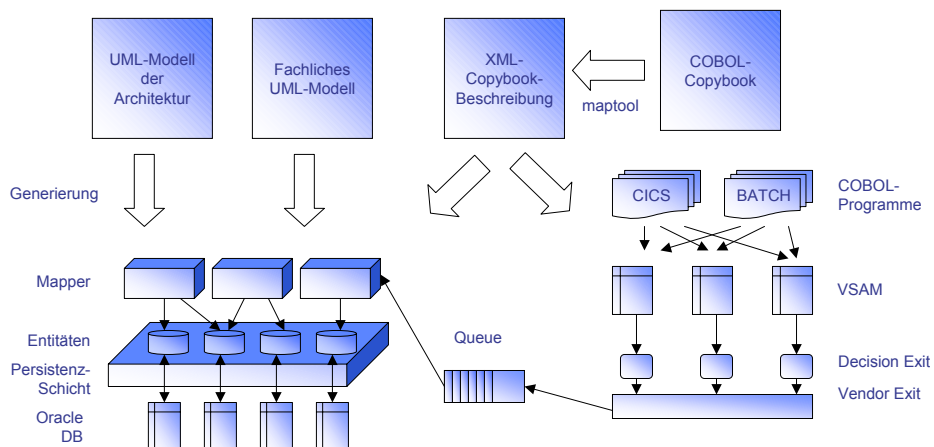 UML-Modell
der
Architektur
Fachliches
UML-Modell
XML-
Copybook-
Beschreibung
maptool
COBOL-
Copybook
Generierung
CICS
BATCH
COBOL-
Programme
Mapper
VSAM
Entitäten
Queue
Decision Exit
Persistenz-
Schicht
Vendor Exit
Oracle
DB